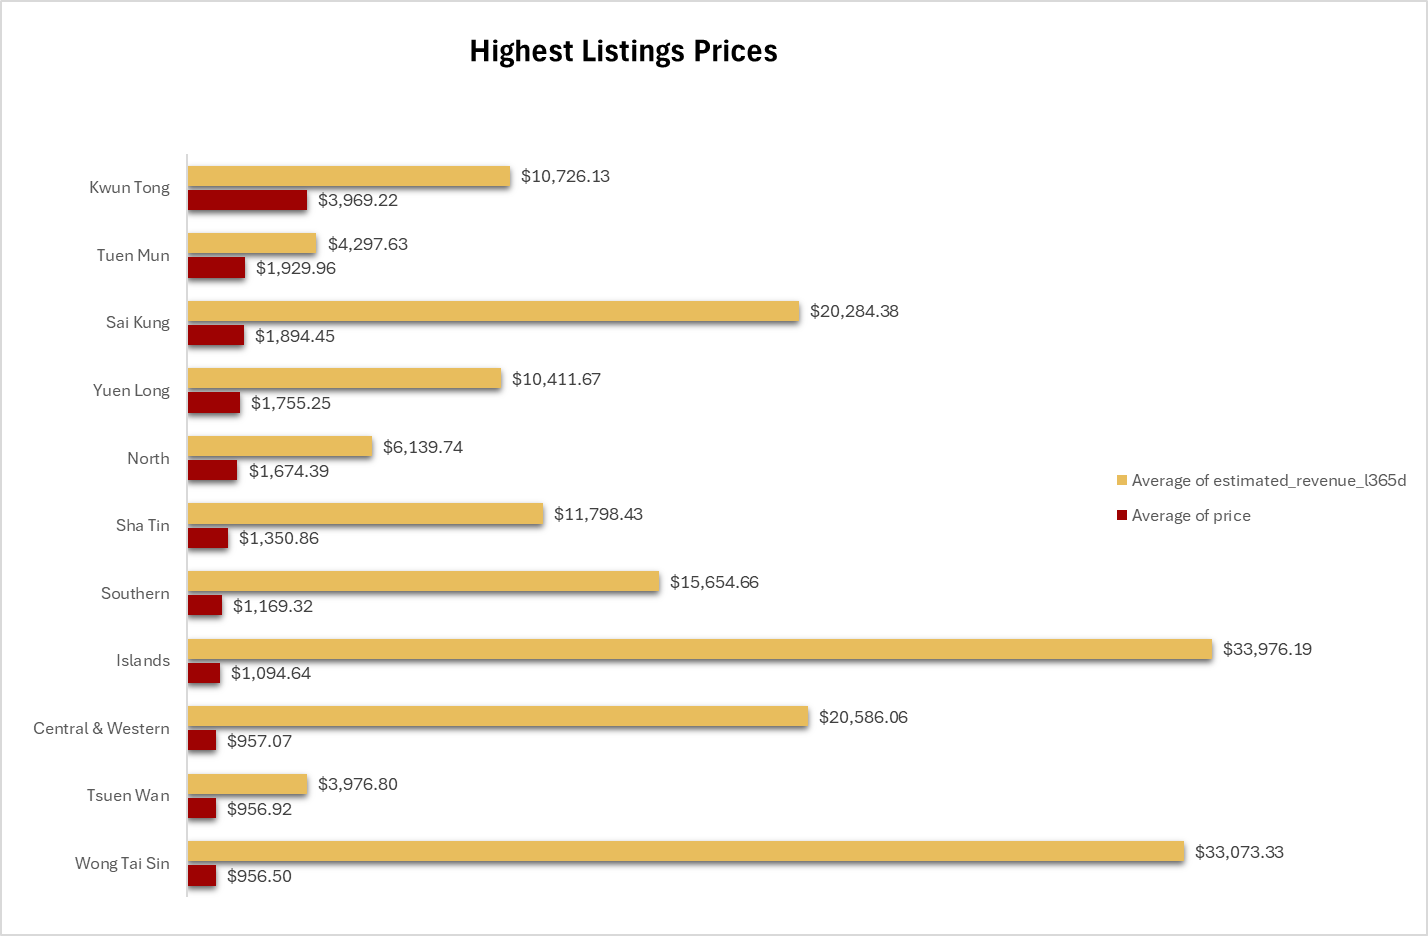 Highest Listings Prices
Kwun Tong
$10,726.13
$3,969.22
Tuen Mun
$4,297.63
$1,929.96
Sai Kung
$20,284.38
$1,894.45
Yuen Long
$10,411.67
$1,755.25
North
$6,139.74
$1,674.39
Sha Tin
$11,798.43
$1,350.86
Southern
$15,654.66
$1,169.32
Islands
$33,976.19
$1,094.64
Central & Western
$20,586.06
$957.07
Tsuen Wan
$3,976.80
$956.92
Wong Tai Sin
$33,073.33
$956.50
Average of estimated_revenue_l365d
Average of price